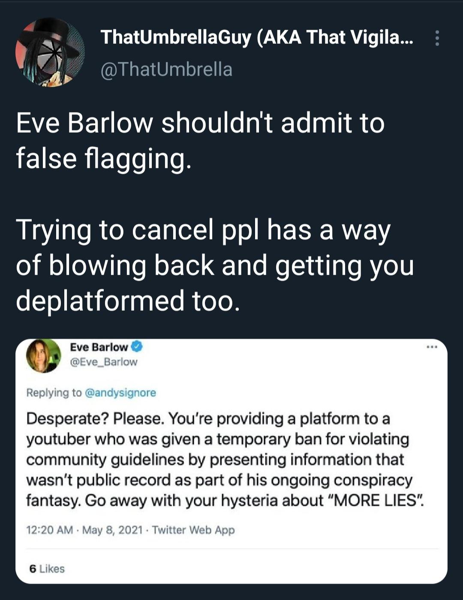 ThatUmbrellaGuy (AKA That Vigila...
@ThatUmbrella
Eve Barlow shouldn't admit to
false flagging.
Trying to cancel ppl has a way
of blowing back and getting you
deplatformed too.
Eve Barlow
@Eve_Barlow
Replying to @andysignore
Desperate? Please. You’re providing a platform to a
youtuber who was given a temporary ban for violating
community guidelines by presenting information that
wasn’t public record as part of his ongoing conspiracy
fantasy. Go away with your hysteria about “MORE LIES”.
12:20 AM · May 8, 2021 · Twitter Web App
6 Likes